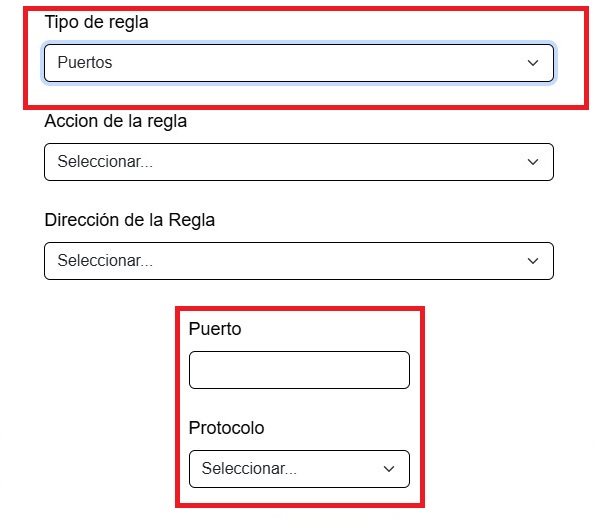 Tipo de regla
Puertos
Accion de la regla
Seleccionar...
Dirección de la Regla
Seleccionar...
Puerto
Protocolo
Seleccionar...